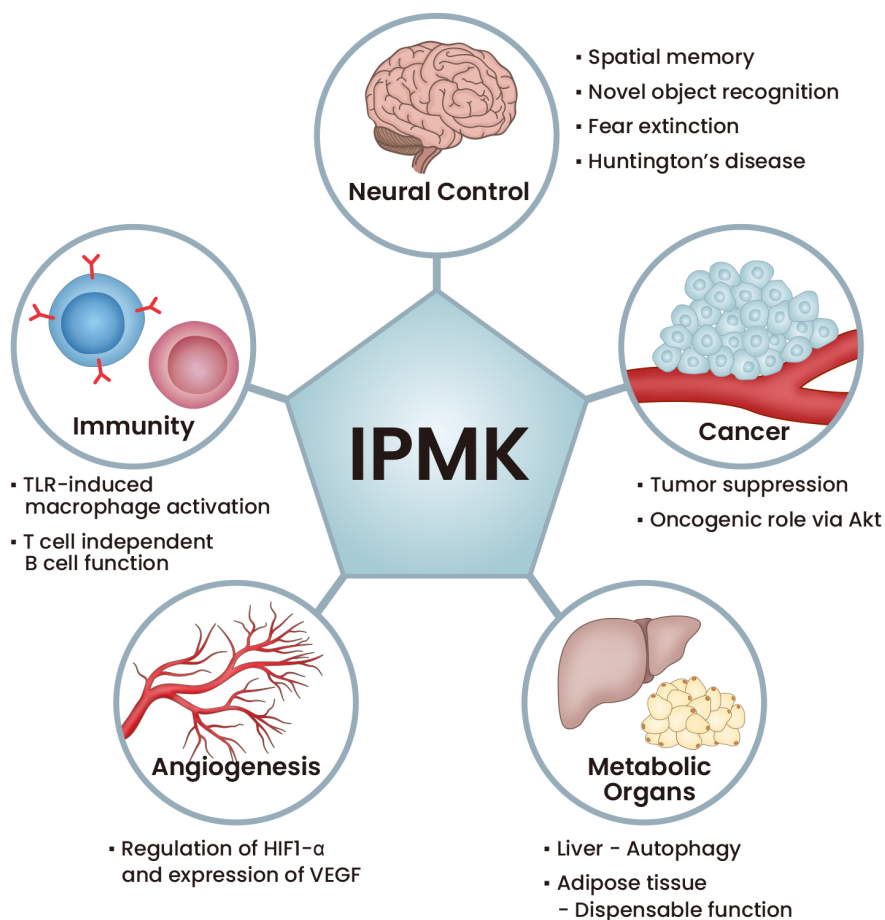 Neural Control
▪ Spatial memory
▪ Novel object recognition
▪ Fear extinction
▪ Huntington’s disease
Immunity
▪ TLR-induced
macrophage activation
▪ T cell independent
B cell function
IPMK
Cancer
▪ Tumor suppression
▪ Oncogenic role via Akt
Angiogenesis
▪ Regulation of HIF1-α
and expression of VEGF
Metabolic
Organs
▪ Liver - Autophagy
▪ Adipose tissue
- Dispensable function